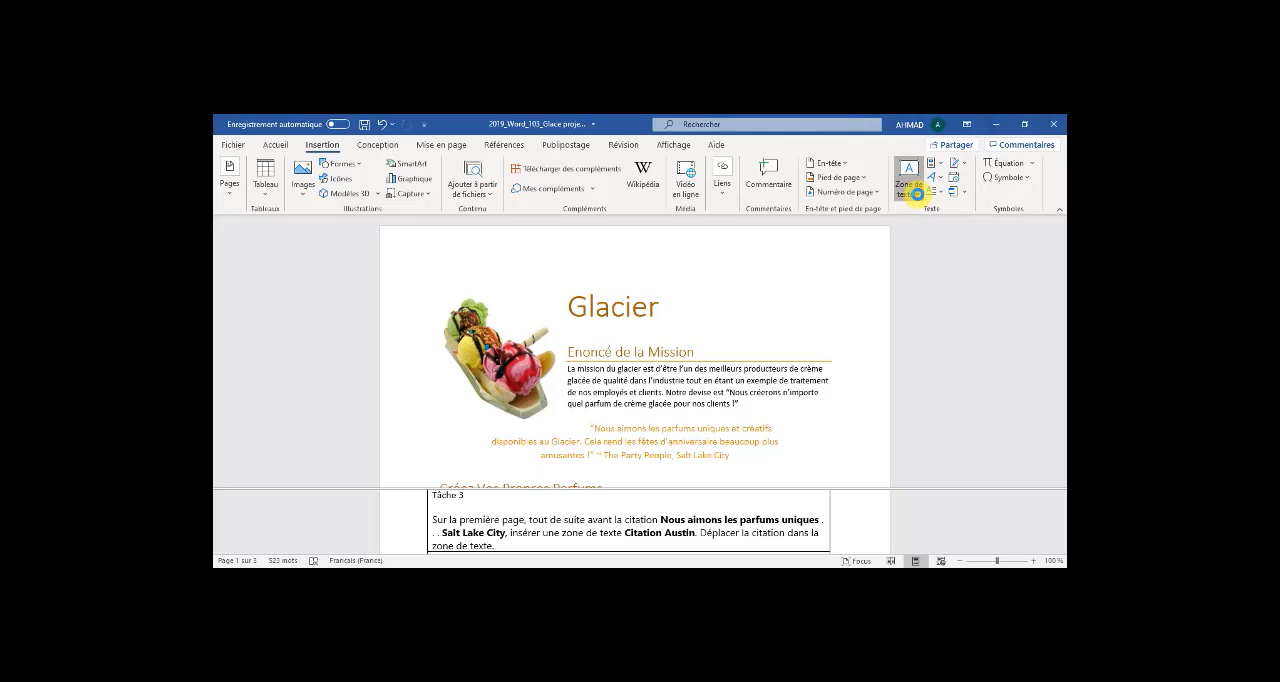 Enregistrement automatique
2019_Word_103_Glace proje...
Rechercher
AHMAD
A
Fichier
Accueil
Insertion
Conception
Mise en page
Références
Publipostage
Révision
Affichage
Aide
Partager
Commentaires
Pages
Tableau
Images
Formes
Icônes
Modèles 3D
SmartArt
Graphique
Capture
Ajouter à partir
de fichiers
Télécharger des compléments
Mes compléments
W
Wikipédia
Vidéo
en ligne
Liens
Commentaire
En-tête
Pied de page
Numéro de page
A
Zone de
texte
Équation
Symbole
Tableaux
Illustrations
Contenu
Compléments
Média
Commentaires
En-tête et pied de page
Texte
Symboles
Glacier
Enoncé de la Mission
La mission du glacier est d’être l’un des meilleurs producteurs de crème
glacée de qualité dans l’industrie tout en étant un exemple de traitement
de nos employés et clients. Notre devise est “Nous créerons n’importe
quel parfum de crème glacée pour nos clients !”
“Nous aimons les parfums uniques et créatifs
disponibles au Glacier. Cela rend les fêtes d’anniversaire beaucoup plus
amusantes !” ~ The Party People, Salt Lake City
Créez Vos Propres Parfums
Tâche 3
Sur la première page, tout de suite avant la citation Nous aimons les parfums uniques .
. . Salt Lake City, insérer une zone de texte Citation Austin. Déplacer la citation dans la
zone de texte.
Page 1 sur 3
523 mots
Français (France)
Focus
100 %